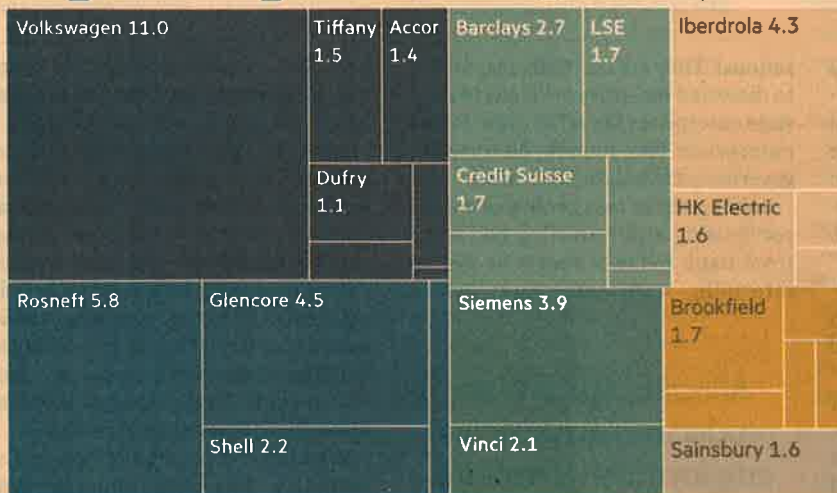 Volkswagen 11.0
Tiffany
1.5
Accor
1.4
Barclays 2.7
LSE
1.7
Iberdrola 4.3
Dufry
1.1
Credit Suisse
1.7
HK Electric
1.6
Rosneft 5.8
Glencore 4.5
Siemens 3.9
Brookfield
1.7
Shell 2.2
Vinci 2.1
Sainsbury 1.6